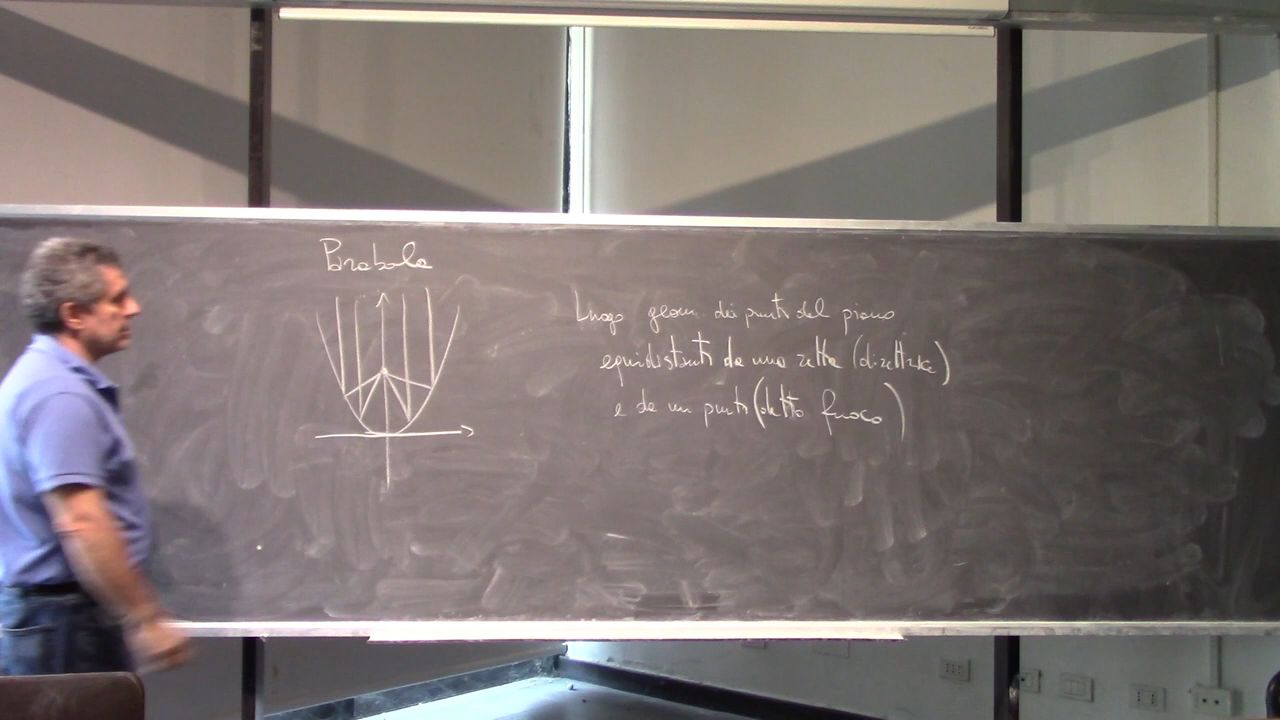 Parabola
Luogo geom. dei punti del piano
equidistanti da una retta (direttrice)
e da un punto (detto fuoco)